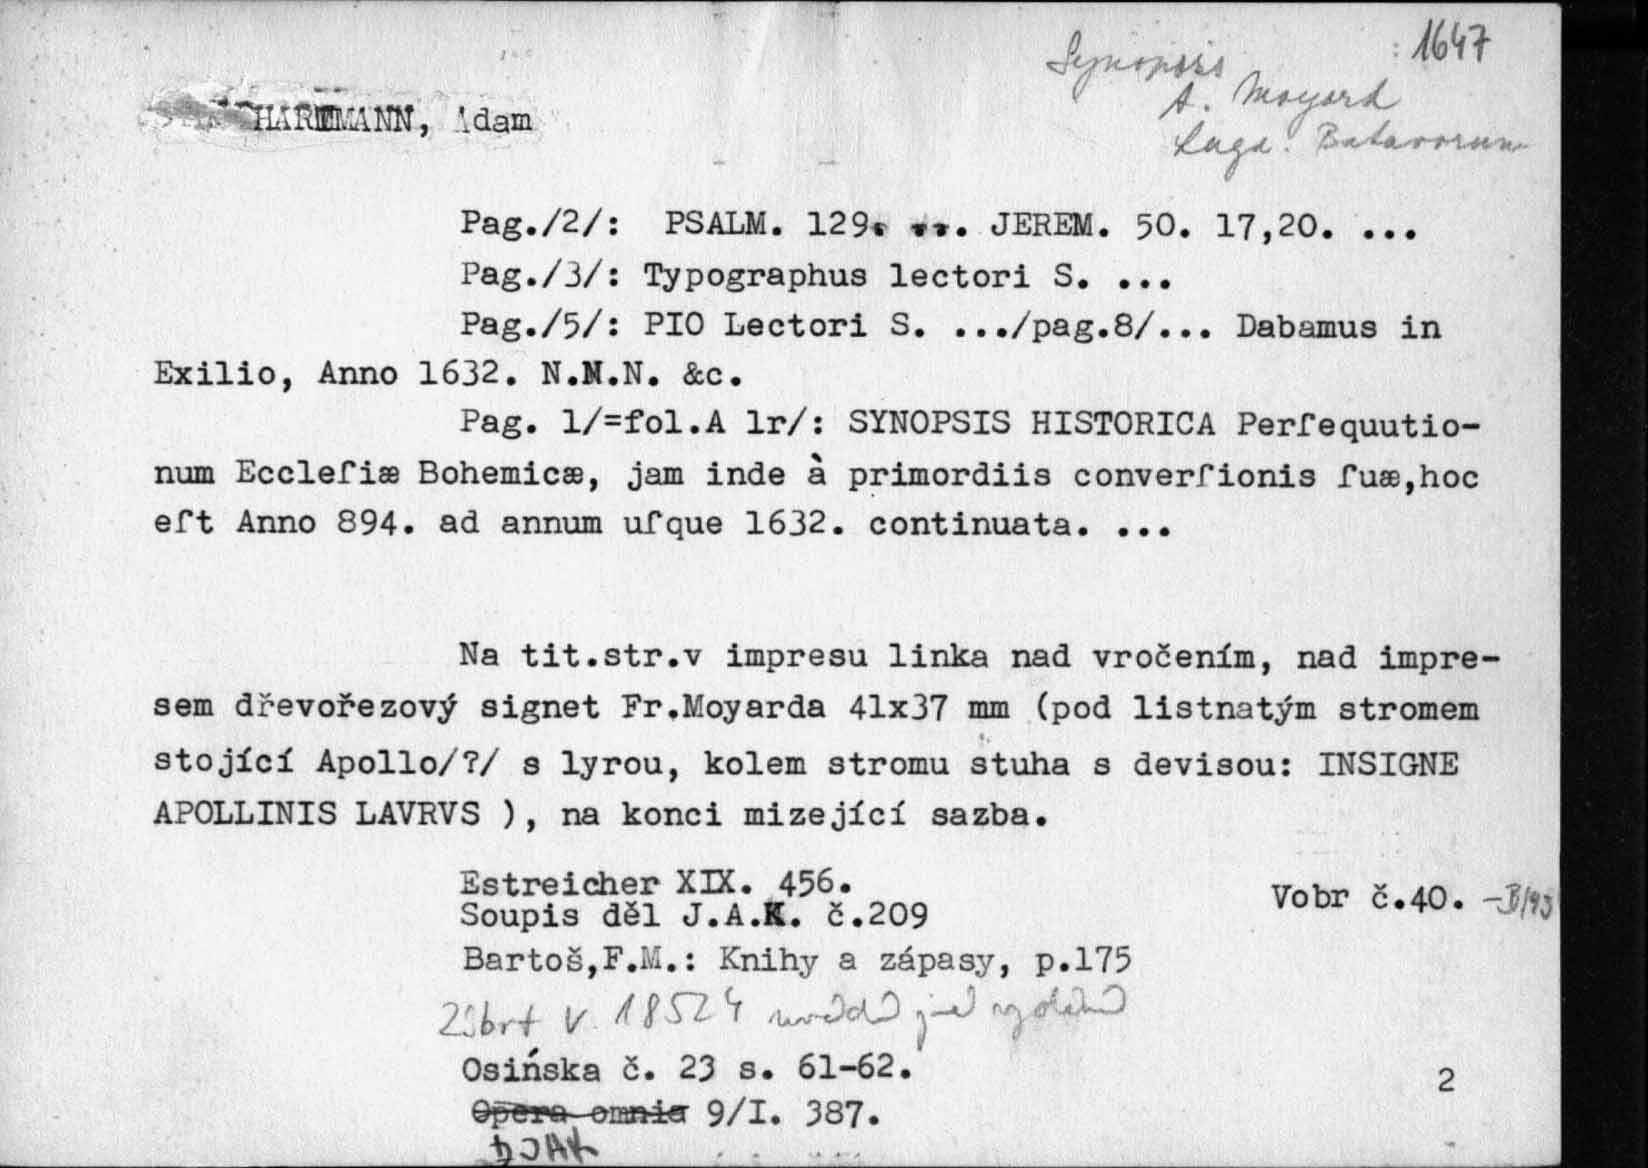 Synopsis 1647
A. Moyard
Lugd. Batavorum
HARTMANN, Adam
Pag./2/: PSALM. 129. ... JEREM. 50. 17,20. ...
Pag./3/: Typographus lectori S. ...
Pag./5/: PIO Lectori S. .../pag.8/... Dabamus in
Exilio, Anno 1632. N.M.N. &c.
Pag. 1/=fol.A 1r/: SYNOPSIS HISTORICA Perſequutio-
num Eccleſiæ Bohemicæ, jam inde à primordiis converſionis ſuæ,hoc
eſt Anno 894. ad annum uſque 1632. continuata. ...
Na tit.str.v impresu linka nad vročením, nad impre-
sem dřevořezový signet Fr.Moyarda 41x37 mm (pod listnatým stromem
stojící Apollo/?/ s lyrou, kolem stromu stuha s devisou: INSIGNE
APOLLINIS LAVRVS ), na konci mizející sazba.
Estreicher XIX. 456.
Vobr č.40. -B/93
Soupis děl J.A.K. č.209
Bartoš,F.M.: Knihy a zápasy, p.175
Zíbrt V. 18524 uvádí jiné vydání
Osińska č. 23 s. 61-62.
2
Opera omnia 9/I. 387.
DJAK